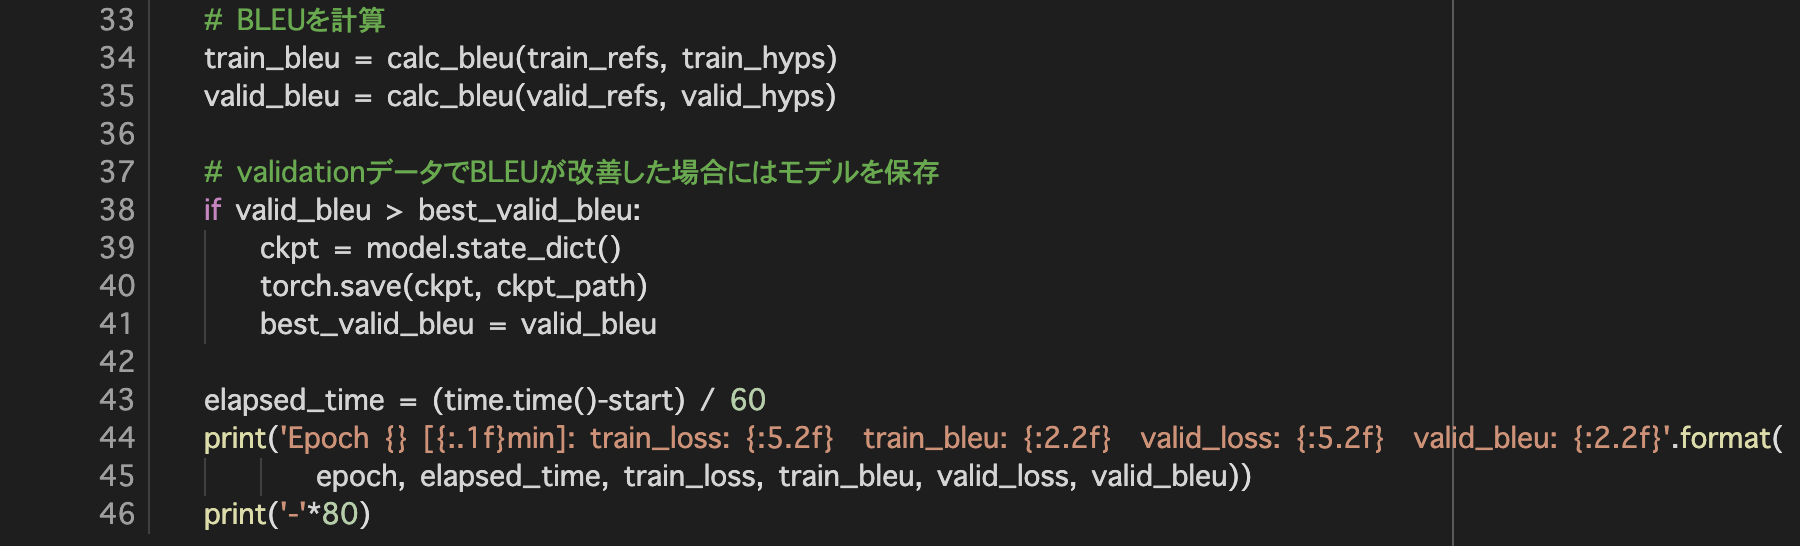 33 # BLEUを計算
34 train_bleu = calc_bleu(train_refs, train_hyps)
35 valid_bleu = calc_bleu(valid_refs, valid_hyps)
36
37 # validationデータでBLEUが改善した場合にはモデルを保存
38 if valid_bleu > best_valid_bleu:
39 ckpt = model.state_dict()
40 torch.save(ckpt, ckpt_path)
41 best_valid_bleu = valid_bleu
42
43 elapsed_time = (time.time()-start) / 60
44 print('Epoch {} [{:.1f}min]: train_loss: {:5.2f}  train_bleu: {:2.2f}  valid_loss: {:5.2f}  valid_bleu: {:2.2f}'.format(
45 epoch, elapsed_time, train_loss, train_bleu, valid_loss, valid_bleu))
46 print('-'*80)